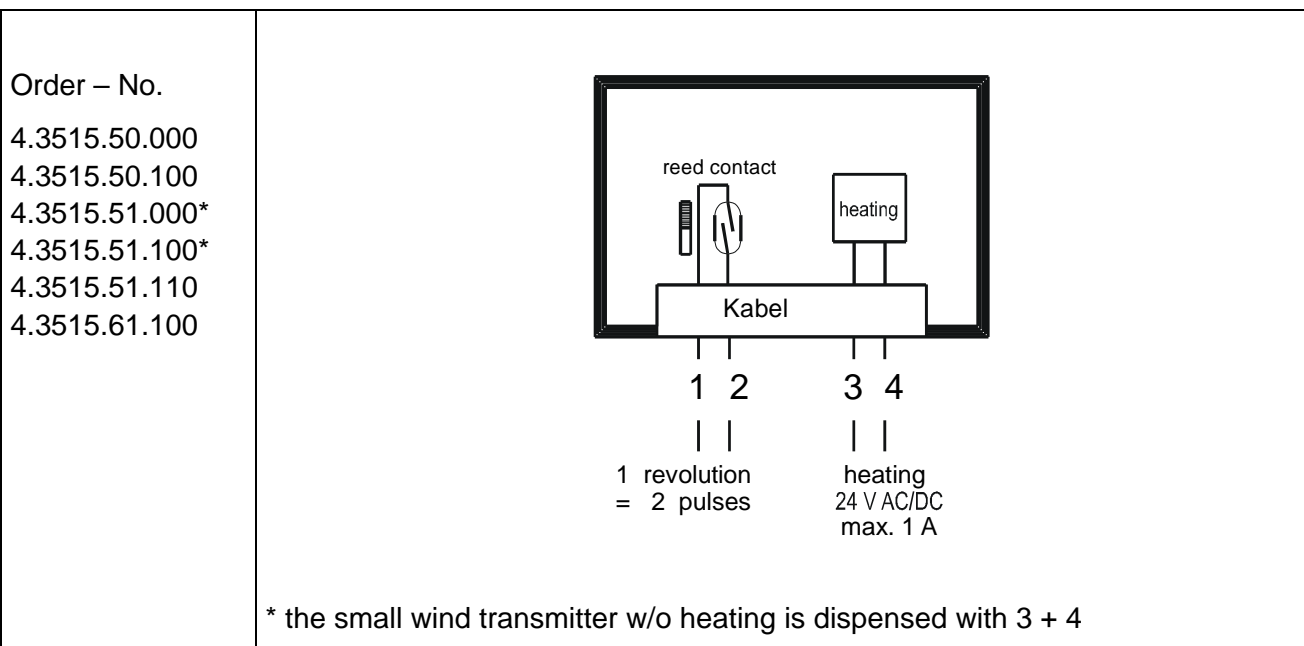 Order – No.
4.3515.50.000
4.3515.50.100
4.3515.51.000*
4.3515.51.100*
4.3515.51.110
4.3515.61.100
reed contact
heating
Kabel
1 2 3 4
1 revolution
= 2 pulses
heating
24 V AC/DC
max. 1 A
* the small wind transmitter w/o heating is dispensed with 3 + 4